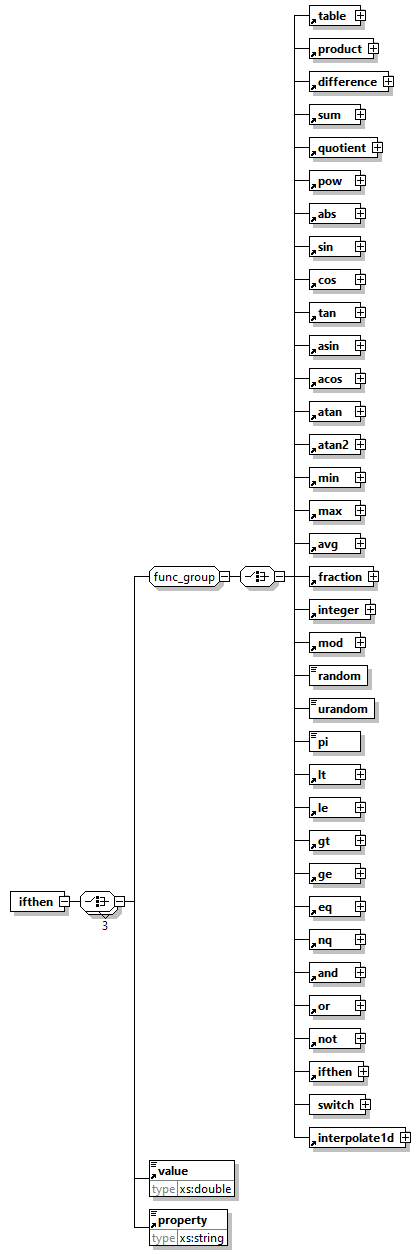 table
product
difference
sum
quotient
pow
abs
sin
cos
tan
asin
acos
atan
atan2
min
max
avg
func_group
fraction
integer
mod
random
urandom
pi
lt
le
gt
ge
ifthen
3
eq
nq
and
or
not
ifthen
switch
interpolate1d
value
type xs:double
property
type xs:string